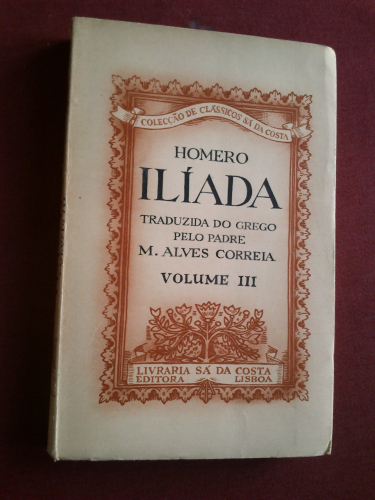 COLECÇÃO DE CLÁSSICOS SÁ DA COSTA
HOMERO
ILÍADA
TRADUZIDA DO GREGO
PELO PADRE
M. ALVES CORREIA
VOLUME III
LIVRARIA SÁ DA COSTA
EDITORA LISBOA